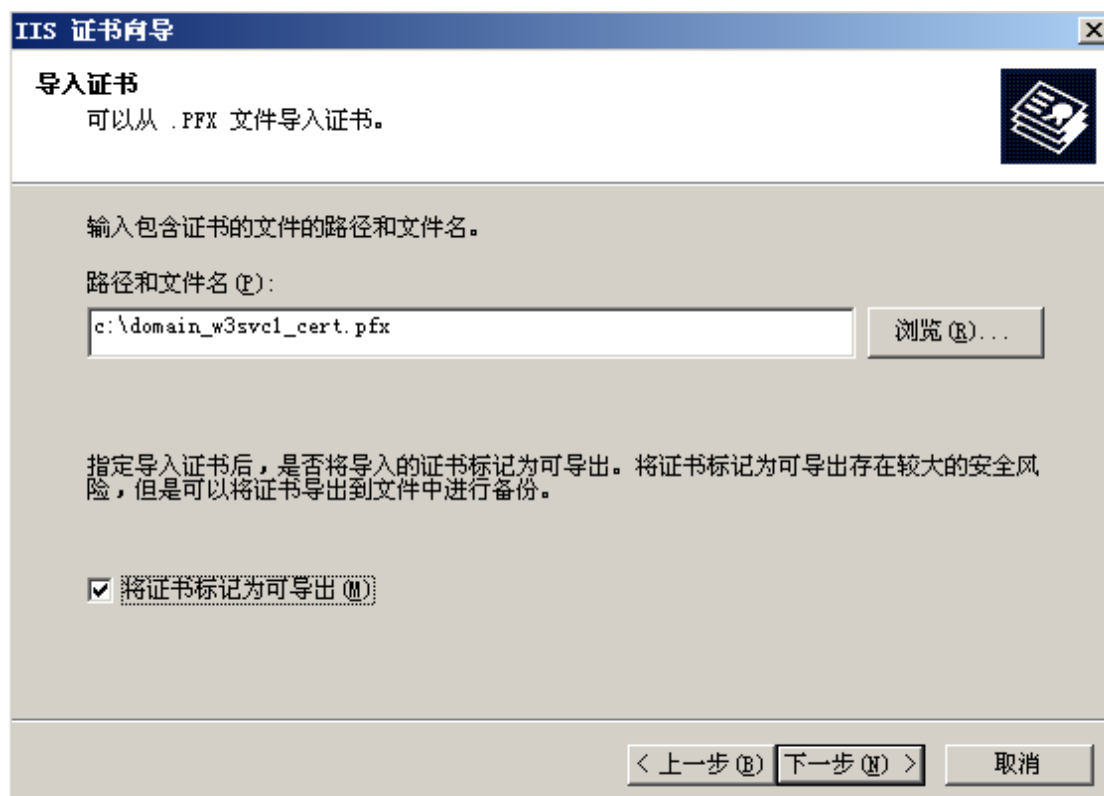 IIS 证书向导
导入证书
可以从 .PFX 文件导入证书。
输入包含证书的文件的路径和文件名。
路径和文件名(P):
c:\domain_w3svc1_cert.pfx
浏览(R)...
指定导入证书后，是否将导入的证书标记为可导出。将证书标记为可导出存在较大的安全风
险，但是可以将证书导出到文件中进行备份。
将证书标记为可导出(M)
< 上一步(B) 下一步(N) > 取消